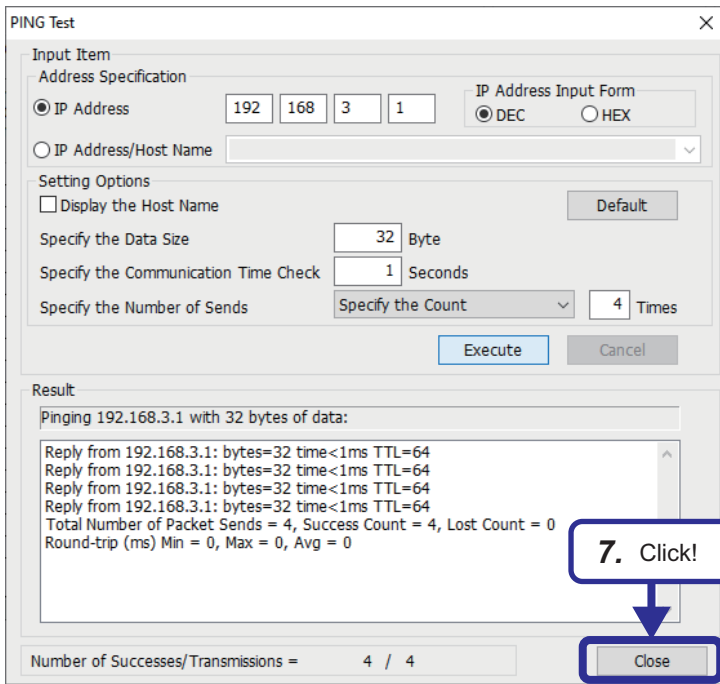 PING Test
Input Item
Address Specification
IP Address 192 168 3 1
IP Address Input Form
DEC HEX
IP Address/Host Name
Setting Options
Display the Host Name Default
Specify the Data Size 32 Byte
Specify the Communication Time Check 1 Seconds
Specify the Number of Sends Specify the Count 4 Times
Execute Cancel
Result
Pinging 192.168.3.1 with 32 bytes of data:
Reply from 192.168.3.1: bytes=32 time<1ms TTL=64
Reply from 192.168.3.1: bytes=32 time<1ms TTL=64
Reply from 192.168.3.1: bytes=32 time<1ms TTL=64
Reply from 192.168.3.1: bytes=32 time<1ms TTL=64
Total Number of Packet Sends = 4, Success Count = 4, Lost Count = 0
Round-trip (ms) Min = 0, Max = 0, Avg = 0
7. Click!
Number of Successes/Transmissions = 4 / 4 Close